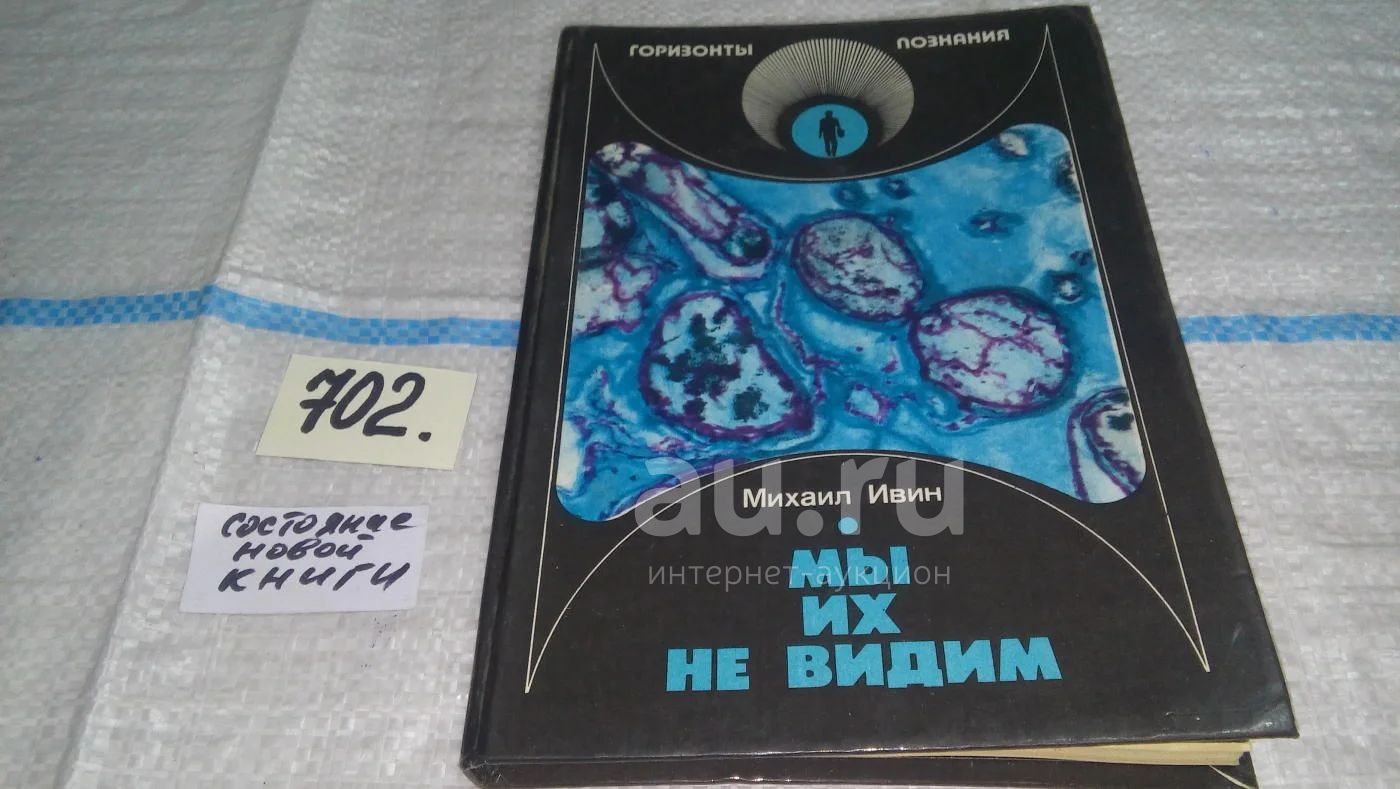 ГОРИЗОНТЫ ПОЗНАНИЯ
702.
состояние
новой
книги
au.ru
интернет-аукцион
Михаил Ивин
МЫ
ИХ
НЕ ВИДИМ